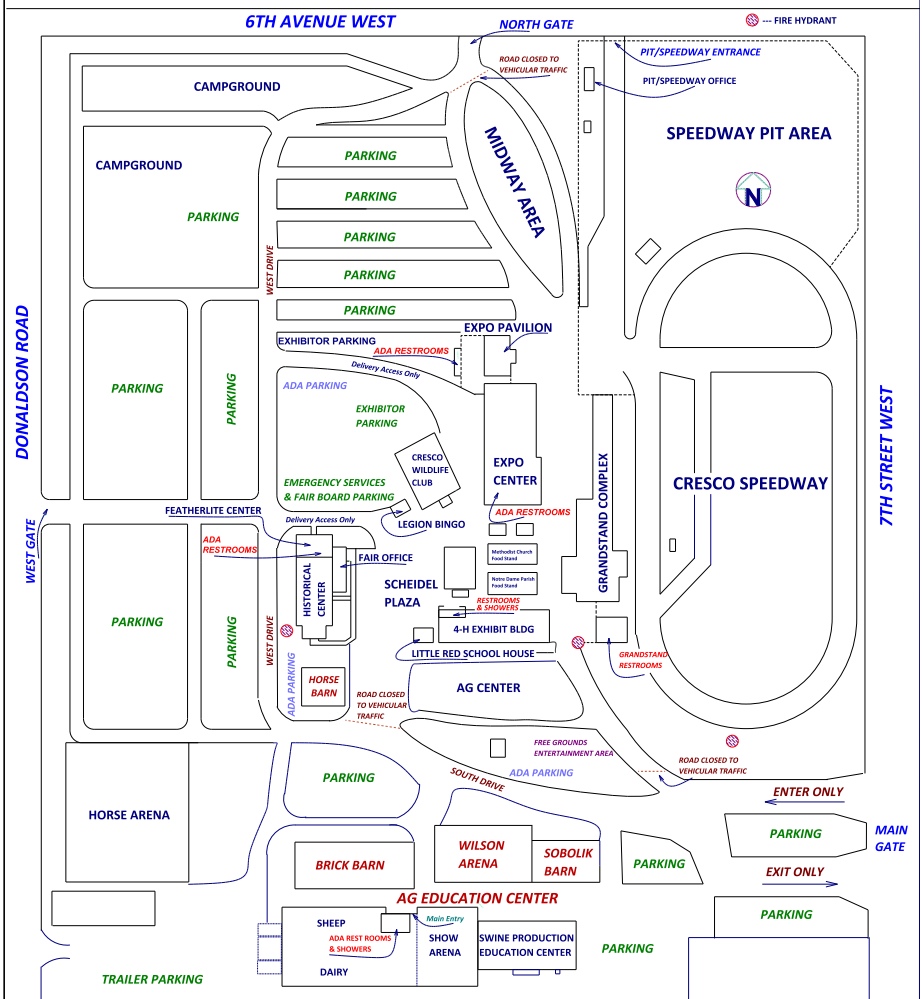 6TH AVENUE WEST
NORTH GATE
--- FIRE HYDRANT
ROAD CLOSED TO
VEHICULAR TRAFFIC
PIT/SPEEDWAY ENTRANCE
PIT/SPEEDWAY OFFICE
CAMPGROUND
SPEEDWAY PIT AREA
CAMPGROUND
PARKING
MIDWAY AREA
PARKING
N
PARKING
PARKING
WEST DRIVE
PARKING
PARKING
EXPO PAVILION
EXHIBITOR PARKING
ADA RESTROOMS
Delivery Access Only
DONALDSON ROAD
PARKING
PARKING
ADA PARKING
EXHIBITOR
PARKING
CRESCO
WILDLIFE
CLUB
EXPO
CENTER
GRANDSTAND COMPLEX
CRESCO SPEEDWAY
7TH STREET WEST
EMERGENCY SERVICES
& FAIR BOARD PARKING
FEATHERLITE CENTER
Delivery Access Only
LEGION BINGO
ADA RESTROOMS
WEST GATE
ADA
RESTROOMS
FAIR OFFICE
HISTORICAL
CENTER
Methodist Church
Food Stand
Notre Dame Parish
Food Stand
SCHEIDEL
PLAZA
RESTROOMS
& SHOWERS
4-H EXHIBIT BLDG
PARKING
PARKING
WEST DRIVE
LITTLE RED SCHOOL HOUSE
GRANDSTAND
RESTROOMS
ADA PARKING
HORSE
BARN
AG CENTER
ROAD CLOSED
TO VEHICULAR
TRAFFIC
FREE GROUNDS
ENTERTAINMENT AREA
ADA PARKING
ROAD CLOSED TO
VEHICULAR TRAFFIC
SOUTH DRIVE
PARKING
HORSE ARENA
ENTER ONLY
PARKING
MAIN
GATE
BRICK BARN
WILSON
ARENA
SOBOLIK
BARN
PARKING
EXIT ONLY
AG EDUCATION CENTER
PARKING
SHEEP
Main Entry
ADA REST ROOMS
& SHOWERS
SHOW
ARENA
SWINE PRODUCTION
EDUCATION CENTER
PARKING
DAIRY
TRAILER PARKING